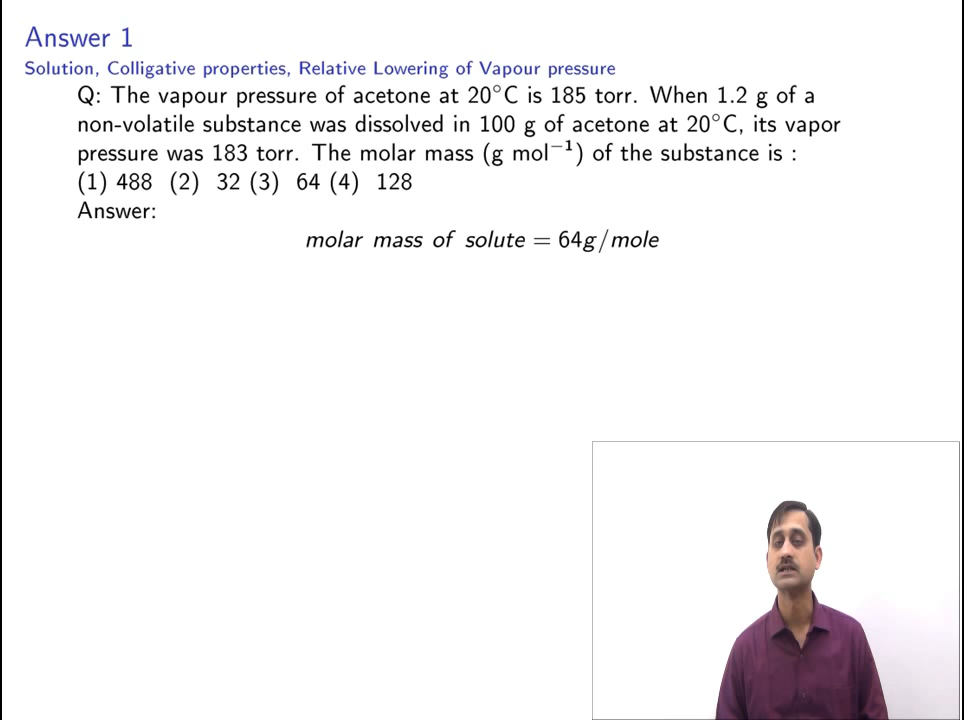 Answer 1
Solution, Colligative properties, Relative Lowering of Vapour pressure
Q: The vapour pressure of acetone at 20°C is 185 torr. When 1.2 g of a
non-volatile substance was dissolved in 100 g of acetone at 20°C, its vapor
pressure was 183 torr. The molar mass (g mol⁻¹) of the substance is :
(1) 488 (2) 32 (3) 64 (4) 128
Answer:
molar mass of solute = 64g/mole